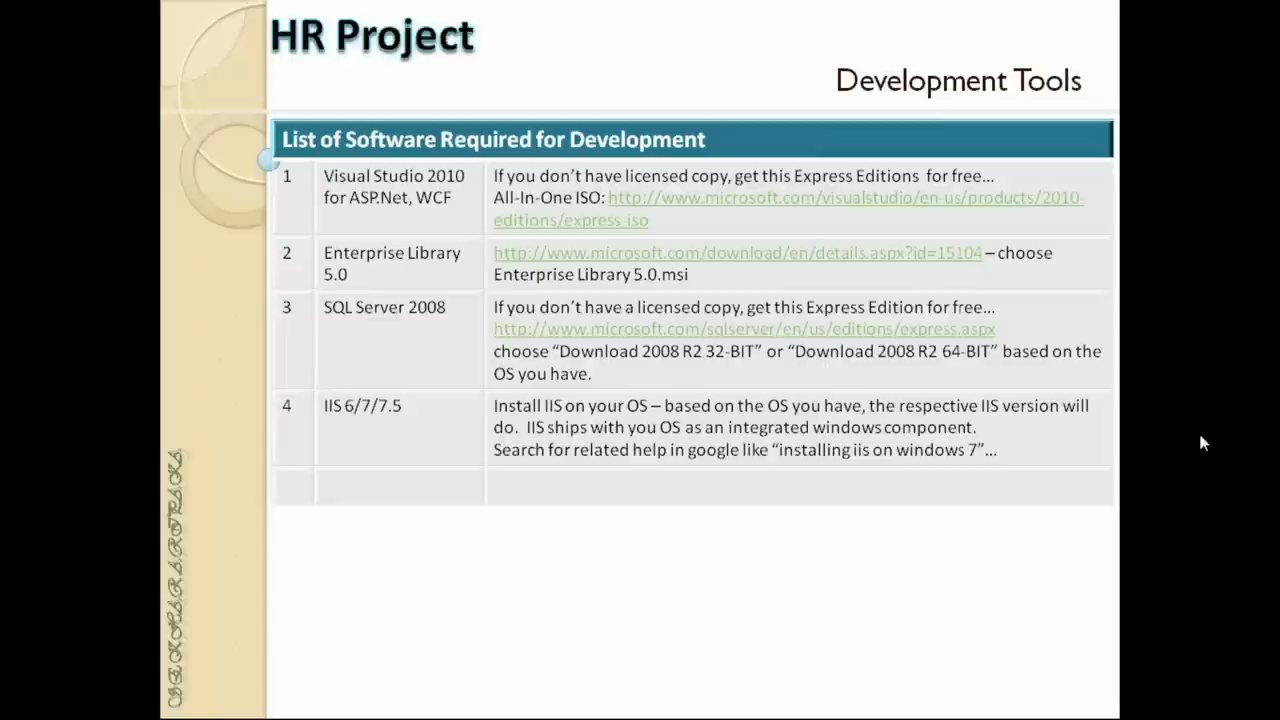 HR Project
Development Tools
List of Software Required for Development
1 Visual Studio 2010 If you don't have licensed copy, get this Express Editions for free...
for ASP.Net, WCF All-In-One ISO: http://www.microsoft.com/visualstudio/en-us/products/2010-
editions/express-iso
2 Enterprise Library http://www.microsoft.com/download/en/details.aspx?id=15104 – choose
5.0 Enterprise Library 5.0.msi
3 SQL Server 2008 If you don't have a licensed copy, get this Express Edition for free...
http://www.microsoft.com/sqlserver/en/us/editions/express.aspx
choose “Download 2008 R2 32-BIT” or “Download 2008 R2 64-BIT” based on the
OS you have.
4 IIS 6/7/7.5 Install IIS on your OS – based on the OS you have, the respective IIS version will
do. IIS ships with you OS as an integrated windows component.
Search for related help in google like “installing iis on windows 7”...